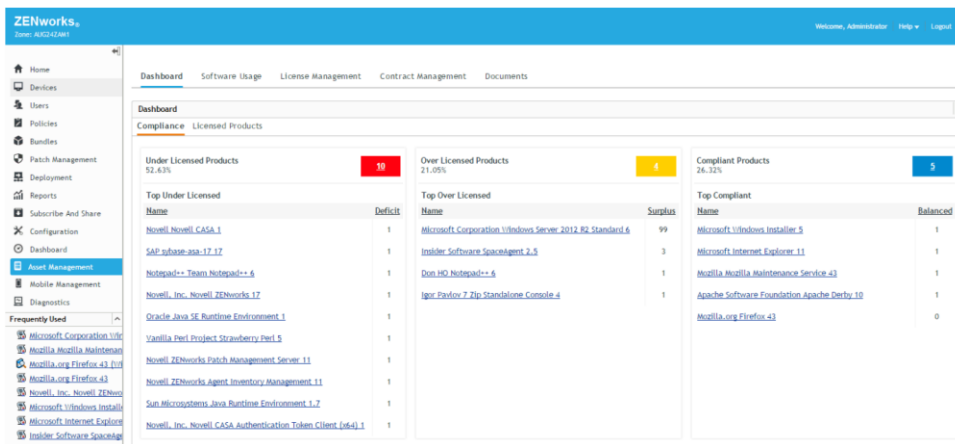 ZENworks.
Zone: AUG24ZAM1
Welcome, Administrator Help Logout
Home
Devices
Users
Policies
Bundles
Patch Management
Deployment
Reports
Subscribe And Share
Configuration
Dashboard
Asset Management
Mobile Management
Diagnostics
Frequently Used
Microsoft Corporation Win
Mozilla Mozilla Maintenan
Mozilla.org Firefox 43 (Wi
Mozilla.org Firefox 43
Novell, Inc. Novell ZENwo
Microsoft Windows Installe
Microsoft Internet Explore
Insider Software SpaceAge
Dashboard Software Usage License Management Contract Management Documents
Dashboard
Compliance Licensed Products
Under Licensed Products 10
52.63%
Top Under Licensed
Name Deficit
Novell Novell CASA 1 1
SAP sybase-asa-17 17 1
Notepad++ Team Notepad++ 6 1
Novell, Inc. Novell ZENworks 17 1
Oracle Java SE Runtime Environment 1 1
Vanilla Perl Project Strawberry Perl 5 1
Novell ZENworks Patch Management Server 11 1
Novell ZENworks Agent Inventory Management 11 1
Sun Microsystems Java Runtime Environment 1.7 1
Novell, Inc. Novell CASA Authentication Token Client (x64) 1 1
Over Licensed Products 4
21.05%
Top Over Licensed
Name Surplus
Microsoft Corporation Windows Server 2012 R2 Standard 6 99
Insider Software SpaceAgent 2.5 3
Don HO Notepad++ 6 1
Igor Pavlov 7 Zip Standalone Console 4 1
Compliant Products 5
26.32%
Top Compliant
Name Balanced
Microsoft Windows Installer 5 1
Microsoft Internet Explorer 11 1
Mozilla Mozilla Maintenance Service 43 1
Apache Software Foundation Apache Derby 10 1
Mozilla.org Firefox 43 0